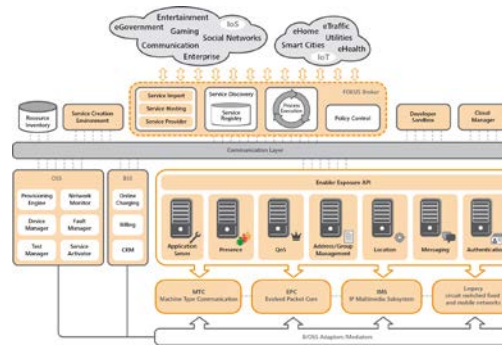 Entertainment
eGovernment
IoS
Gaming
Social Networks
Communication
Enterprise
eTraffic
eHome
Utilities
Smart Cities
eHealth
IoT
FOKUS Broker
Resource
Inventory
Service Creation
Environment
Service Import
Service Hosting
Service Provider
Service Discovery
Service
Registry
Process
Execution
Policy Control
Developer
Sandbox
Cloud
Manager
Communication Layer
OSS
Provisioning
Engine
Network
Monitor
Device
Manager
Fault
Manager
Test
Manager
Service
Activator
BSS
Online
Charging
Billing
CRM
Enabler Exposure API
Application
Server
Presence
QoS
Address/Group
Management
Location
Messaging
Authentication
MTC
Machine Type Communication
EPC
Evolved Packet Core
IMS
IP Multimedia Subsystem
Legacy
circuit switched fixed
and mobile networks
B/OSS Adaption/Mediation